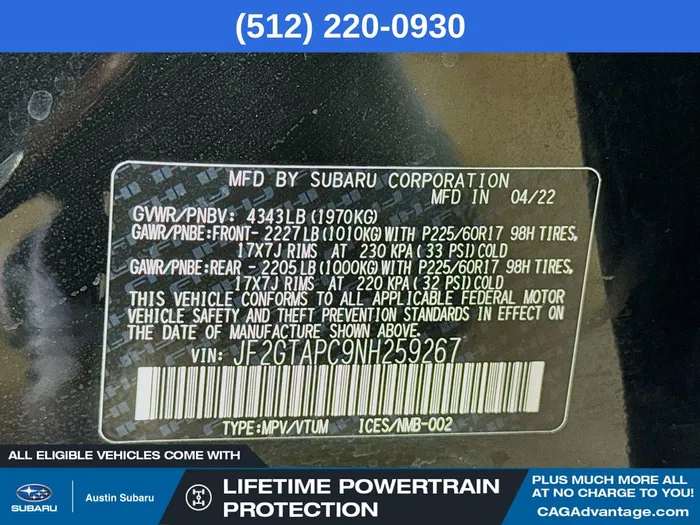 (512) 220-0930
MFD BY SUBARU CORPORATION
MFD IN 04/22
GVWR/PNBV: 4343LB(1970KG)
GAWR/PNBE:FRONT- 2227LB(1010KG)WITH P225/60R17 98H TIRES,
17X7J RIMS AT 230 KPA(33 PSI)COLD
GAWR/PNBE:REAR - 2205LB(1000KG)WITH P225/60R17 98H TIRES,
17X7J RIMS AT 220 KPA(32 PSI)COLD
THIS VEHICLE CONFORMS TO ALL APPLICABLE FEDERAL MOTOR
VEHICLE SAFETY AND THEFT PREVENTION STANDARDS IN EFFECT
ON THE DATE OF MANUFACTURE SHOWN ABOVE.
VIN: JF2GTAPC9NH259267
TYPE:MPV/VTUM ICES/NMB-002
ALL ELIGIBLE VEHICLES COME WITH
SUBARU
Austin Subaru
LIFETIME POWERTRAIN
PROTECTION
PLUS MUCH MORE ALL
AT NO CHARGE TO YOU!
CAGAdvantage.com